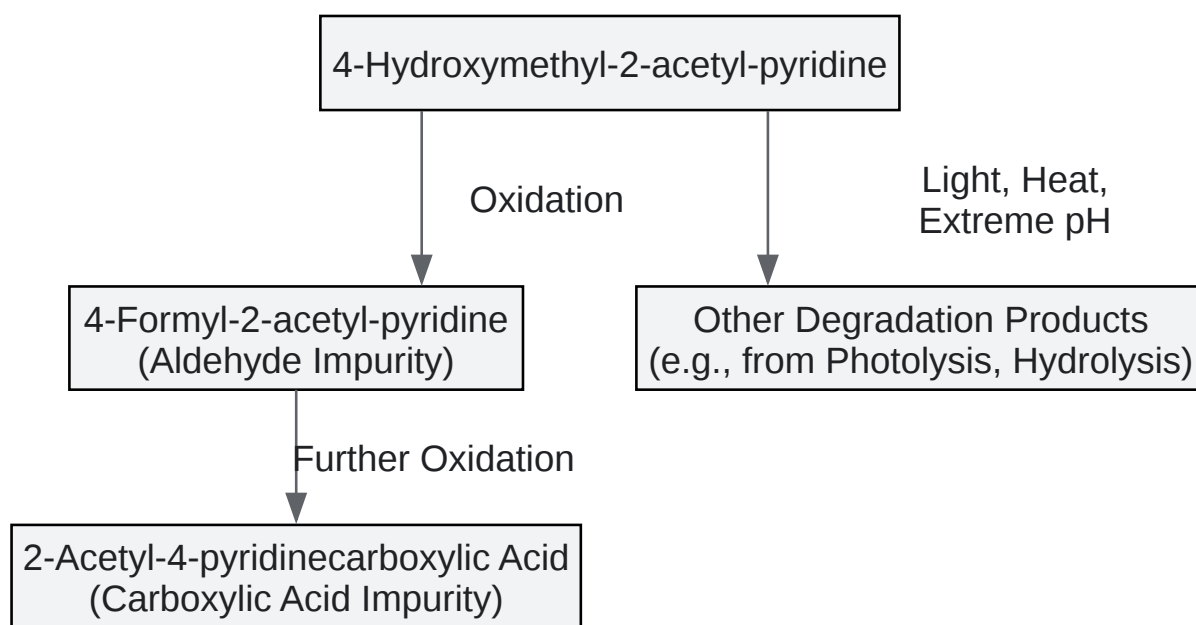 4-Hydroxymethyl-2-acetyl-pyridine
Oxidation
Light, Heat,
Extreme pH
4-Formyl-2-acetyl-pyridine
(Aldehyde Impurity)
Other Degradation Products
(e.g., from Photolysis, Hydrolysis)
Further Oxidation
2-Acetyl-4-pyridinecarboxylic Acid
(Carboxylic Acid Impurity)